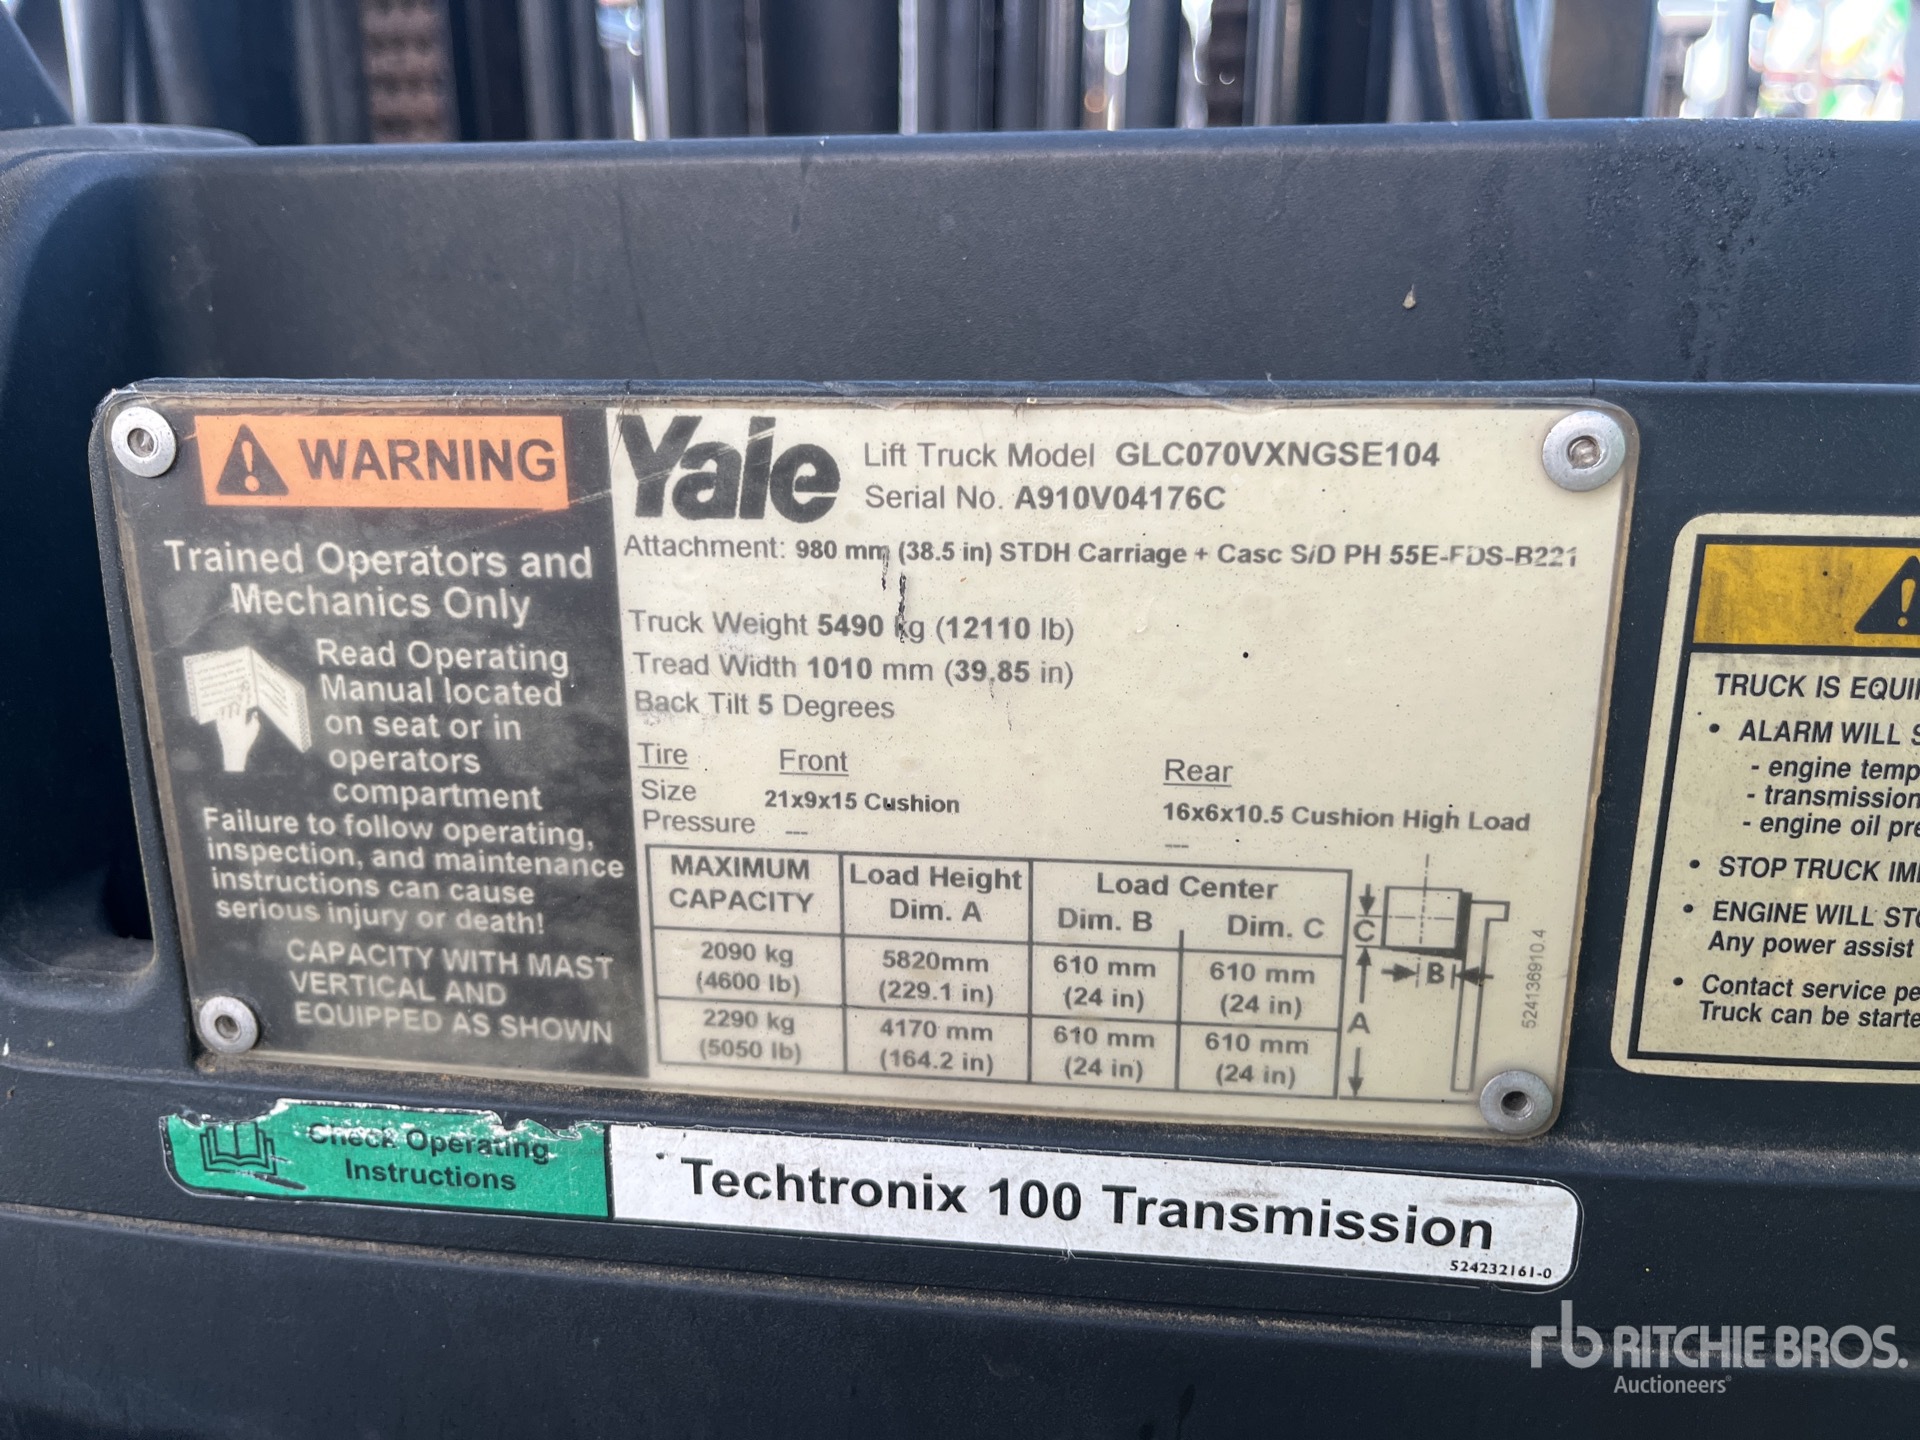 WARNING
Trained Operators and
Mechanics Only
Read Operating
Manual located
on seat or in
operators
compartment
Failure to follow operating,
inspection, and maintenance
instructions can cause
serious injury or death!
CAPACITY WITH MAST
VERTICAL AND
EQUIPPED AS SHOWN
Yale
Lift Truck Model GLC070VXNGSE104
Serial No. A910V04176C
Attachment: 980 mm (38.5 in) STDH Carriage + Casc S/D PH 55E-FDS-B221
Truck Weight 5490 kg (12110 lb)
Tread Width 1010 mm (39.85 in)
Back Tilt 5 Degrees
Tire Front Rear
Size 21x9x15 Cushion 16x6x10.5 Cushion High Load
Pressure --- ---
MAXIMUM CAPACITY Load Height Dim. A Load Center Dim. B Dim. C
2090 kg 5820mm 610 mm 610 mm
(4600 lb) (229.1 in) (24 in) (24 in)
2290 kg 4170 mm 610 mm 610 mm
(5050 lb) (164.2 in) (24 in) (24 in)
C
B
A
524136910.4
Check Operating
Instructions
Techtronix 100 Transmission
524232161-0
TRUCK IS EQUI
• ALARM WILL S
- engine temp
- transmission
- engine oil pre
• STOP TRUCK IM
• ENGINE WILL STO
Any power assist
• Contact service pe
Truck can be starte
rb RITCHIE BROS.
Auctioneers